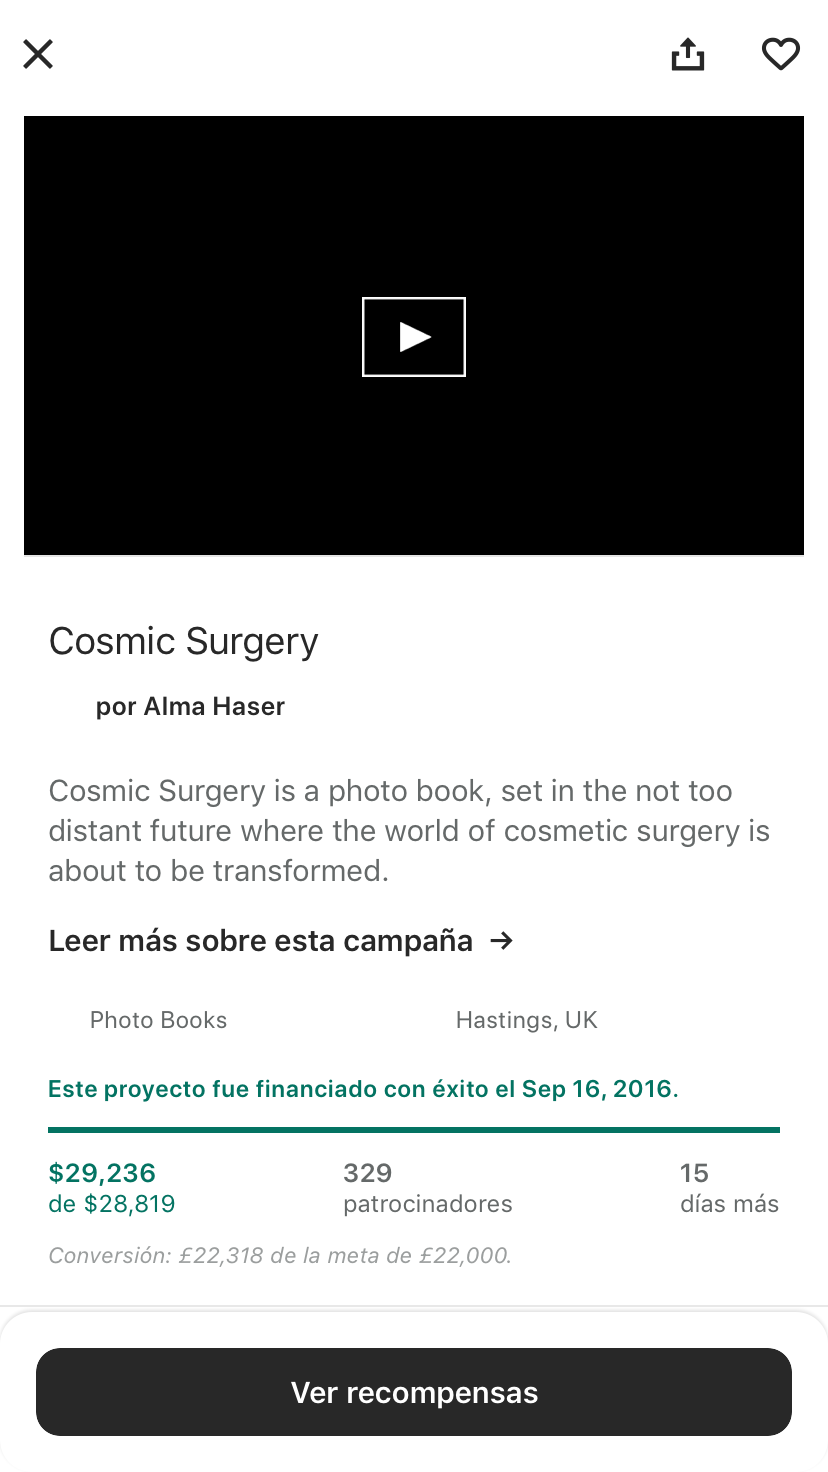 Cosmic Surgery
por Alma Haser
Cosmic Surgery is a photo book, set in the not too
distant future where the world of cosmetic surgery is
about to be transformed.
Leer más sobre esta campaña →
Photo Books
Hastings, UK
Este proyecto fue financiado con éxito el Sep 16, 2016.
$29,236
de $28,819
329
patrocinadores
15
días más
Conversión: £22,318 de la meta de £22,000.
Ver recompensas